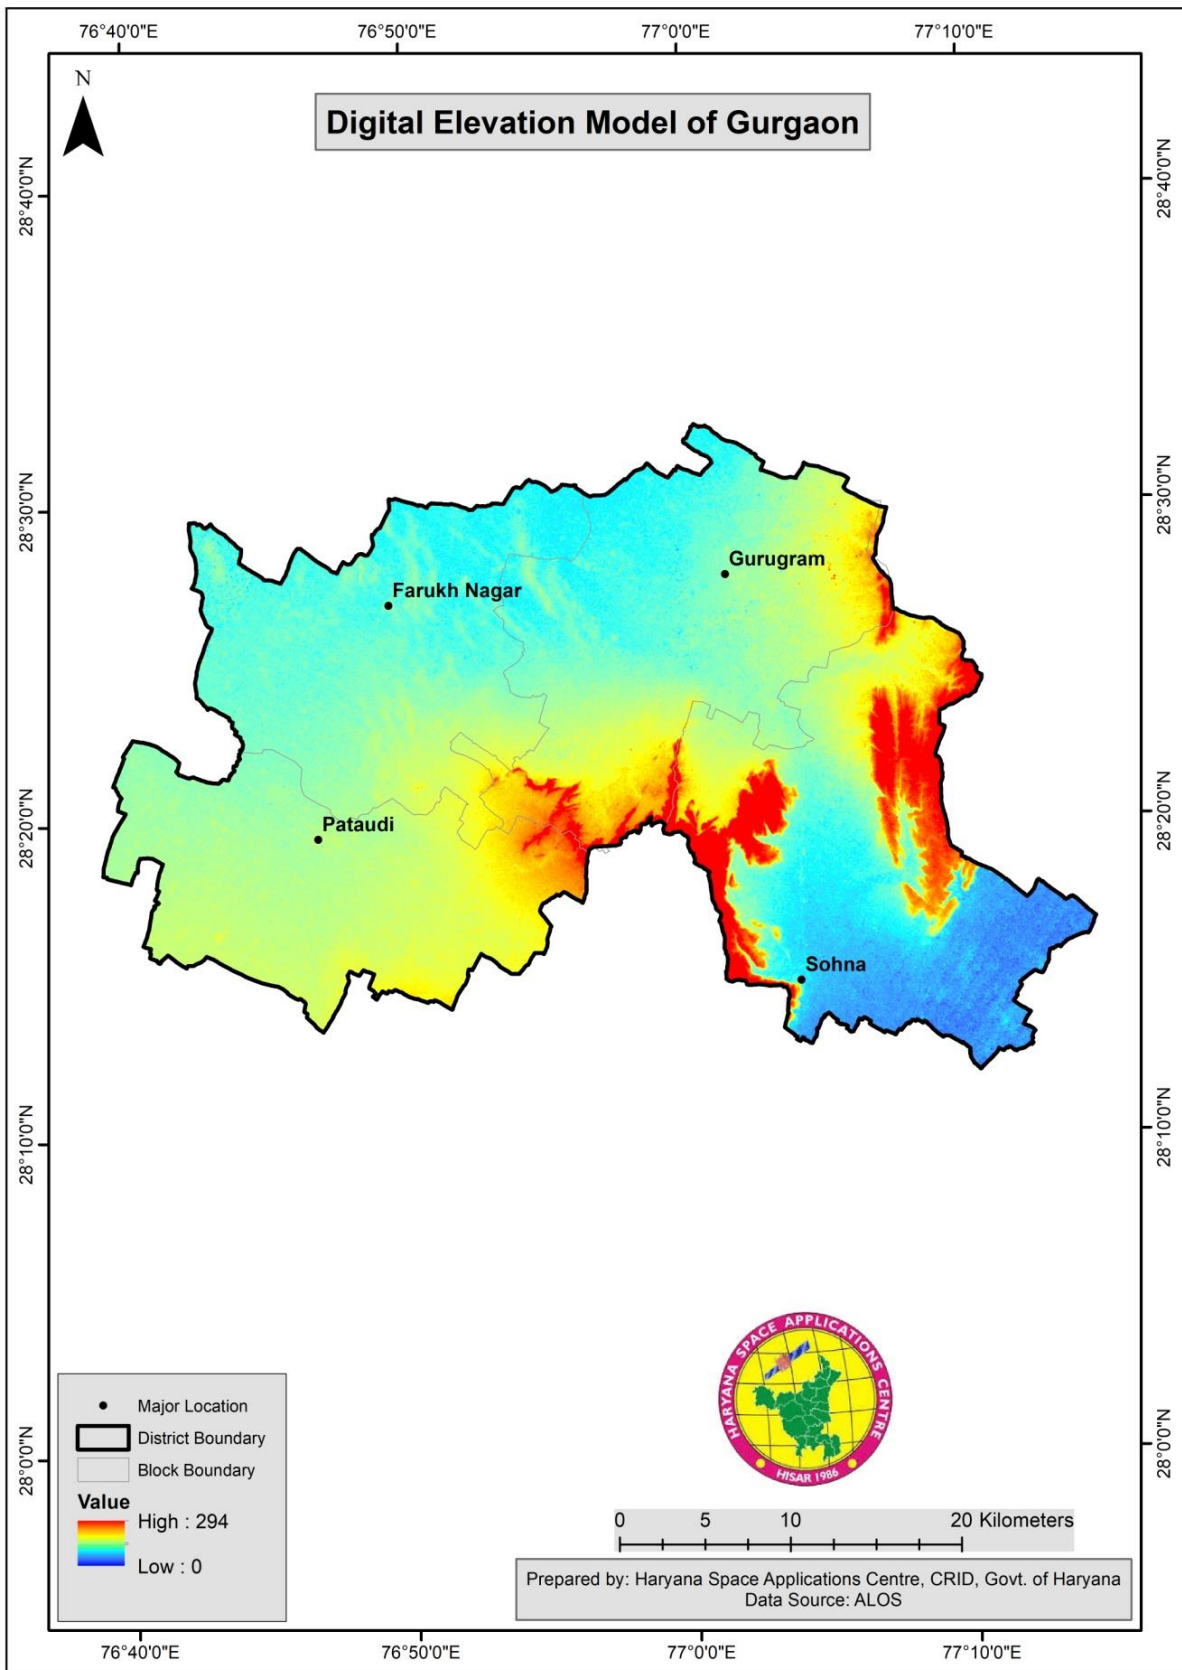 76°40'0"E
76°50'0"E
77°0'0"E
77°10'0"E
N
Digital Elevation Model of Gurgaon
28°40'0"N
28°40'0"N
28°30'0"N
28°30'0"N
Gurugram
Farukh Nagar
28°20'0"N
28°20'0"N
Pataudi
Sohna
28°10'0"N
28°10'0"N
HARYANA SPACE APPLICATIONS CENTRE
HISAR 1986
28°0'0"N
28°0'0"N
Major Location
District Boundary
Block Boundary
Value
High : 294
Low : 0
0 5 10 20 Kilometers
Prepared by: Haryana Space Applications Centre, CRID, Govt. of Haryana
Data Source: ALOS
76°40'0"E
76°50'0"E
77°0'0"E
77°10'0"E